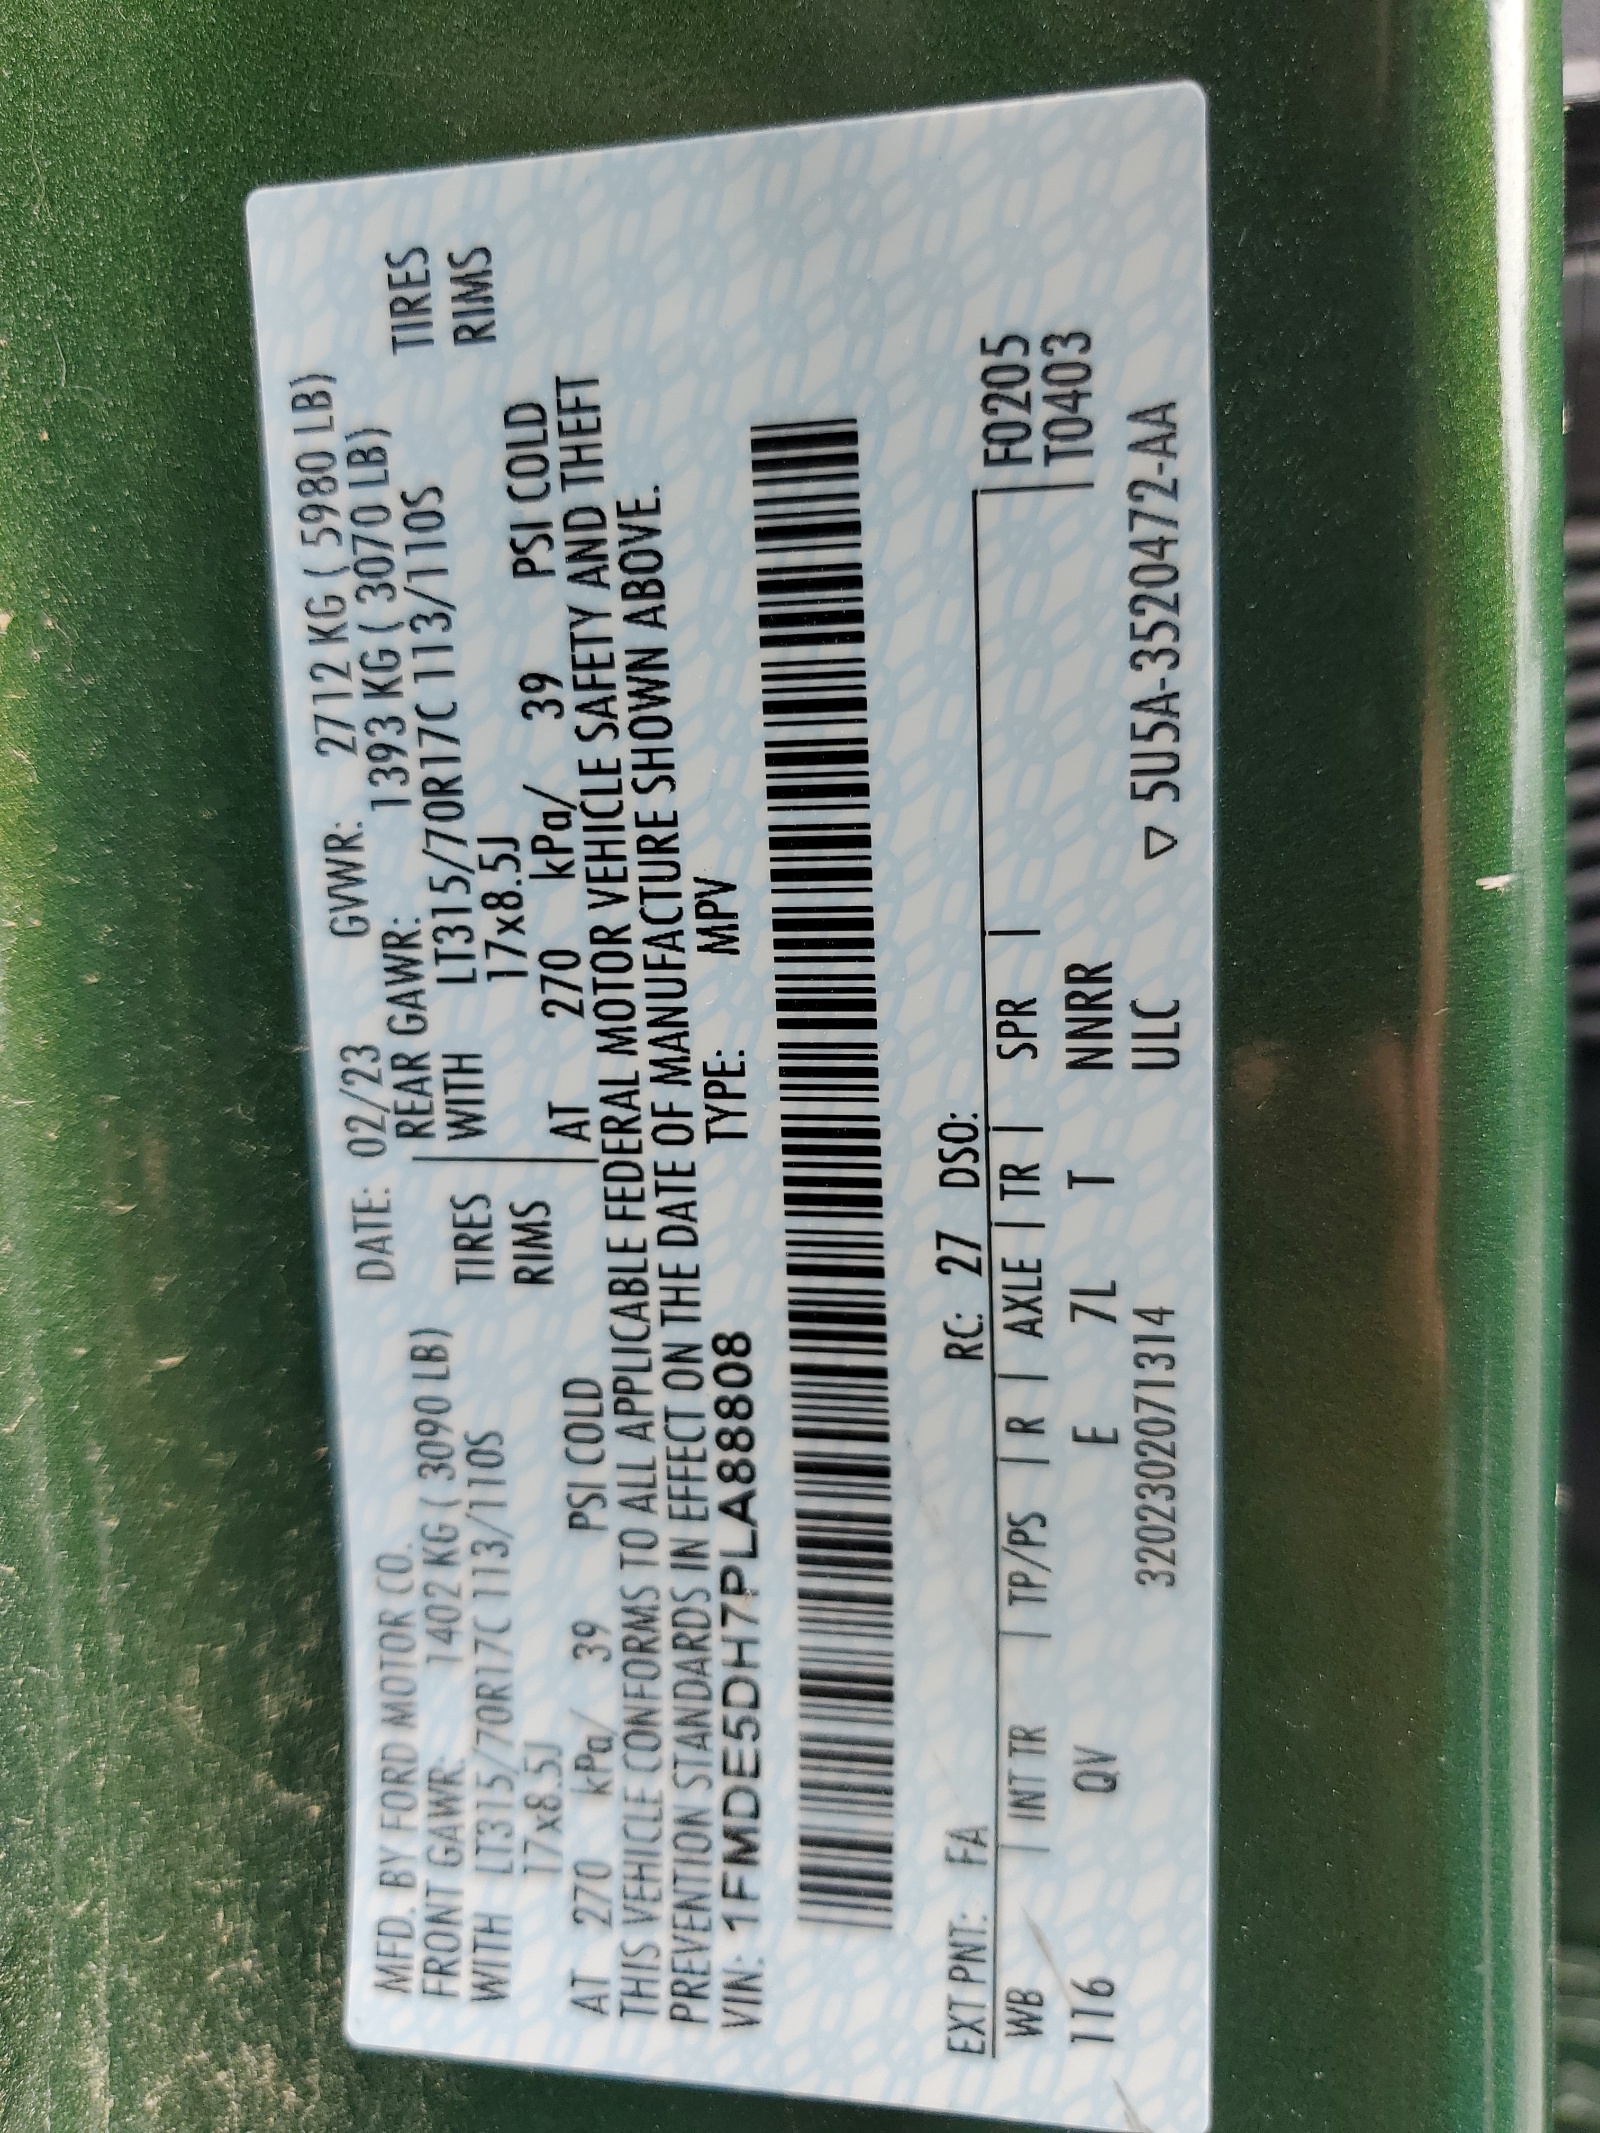 MFD. BY FORD MOTOR CO. DATE: 02/23 GVWR: 2712 KG ( 5980 LB)
FRONT GAWR: 1402 KG ( 3090 LB) REAR GAWR: 1393 KG ( 3070 LB)
WITH LT315/70R17C 113/110S TIRES WITH LT315/70R17C 113/110S TIRES
17x8.5J RIMS 17x8.5J RIMS
AT 270 kPa/ 39 PSI COLD AT 270 kPa/ 39 PSI COLD
THIS VEHICLE CONFORMS TO ALL APPLICABLE FEDERAL MOTOR VEHICLE SAFETY AND THEFT
PREVENTION STANDARDS IN EFFECT ON THE DATE OF MANUFACTURE SHOWN ABOVE.
VIN: 1FMDE5DH7PLA88808 TYPE: MPV
EXT PNT: FA RC: 27 DSO:
WB | INT TR | TP/PS | R | AXLE | TR | SPR | | F0205
116 QV E 7L T NNRR | T0403
3202302071314 ULC ▽ 5U5A-3520472-AA